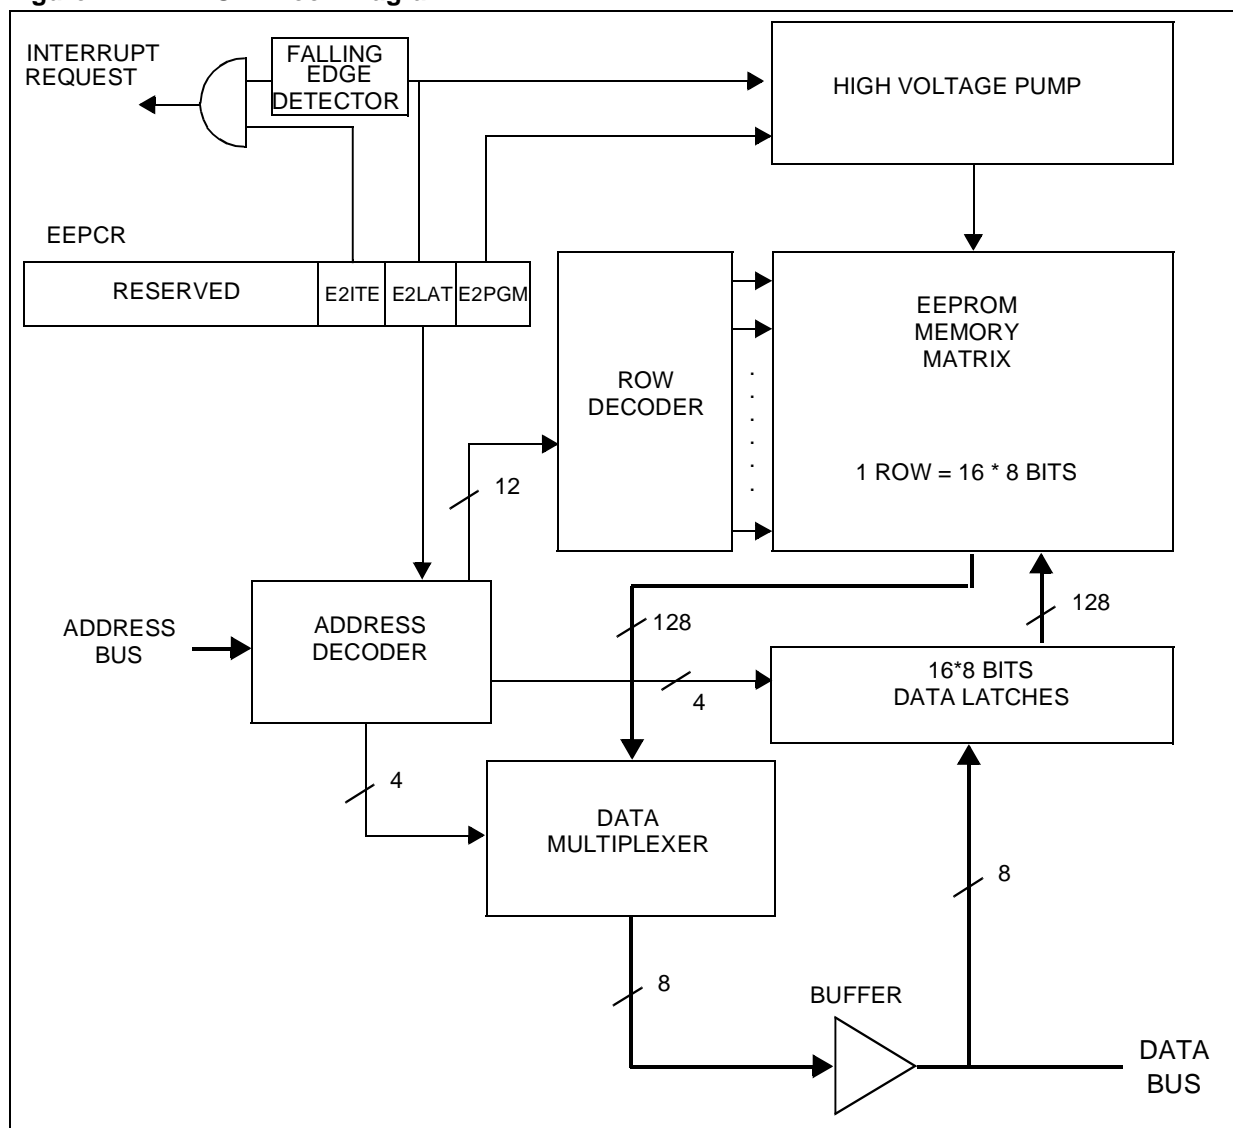 INTERRUPT
REQUEST
FALLING
EDGE
DETECTOR
HIGH VOLTAGE PUMP
EEPCR
RESERVED
E2ITE
E2LAT
E2PGM
ROW
DECODER
EEPROM
MEMORY
MATRIX
1 ROW = 16 * 8 BITS
12
ADDRESS
BUS
ADDRESS
DECODER
128
128
4
16*8 BITS
DATA LATCHES
4
DATA
MULTIPLEXER
8
8
BUFFER
DATA
BUS